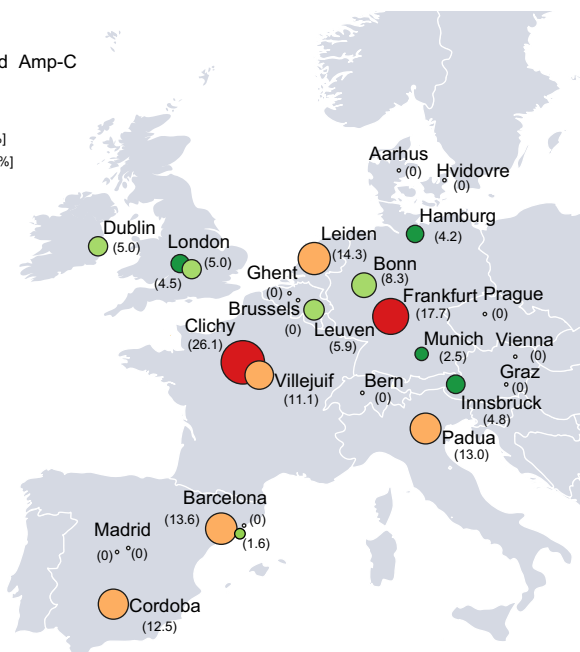 d Amp-C
%]
Aarhus
(0)
Hvidovre
(0)
Hamburg
(4.2)
Dublin
(5.0)
London
(5.0)
(4.5)
Leiden
(14.3)
Bonn
(8.3)
Ghent
(0)
Brussels
(0)
Leuven
(5.9)
Frankfurt
(17.7)
Prague
(0)
Clichy
(26.1)
Villejuif
(11.1)
Munich
(2.5)
Vienna
(0)
Graz
(0)
Bern
(0)
Innsbruck
(4.8)
Padua
(13.0)
Barcelona
(13.6)
(0)
(1.6)
Madrid
(0)
(0)
Cordoba
(12.5)